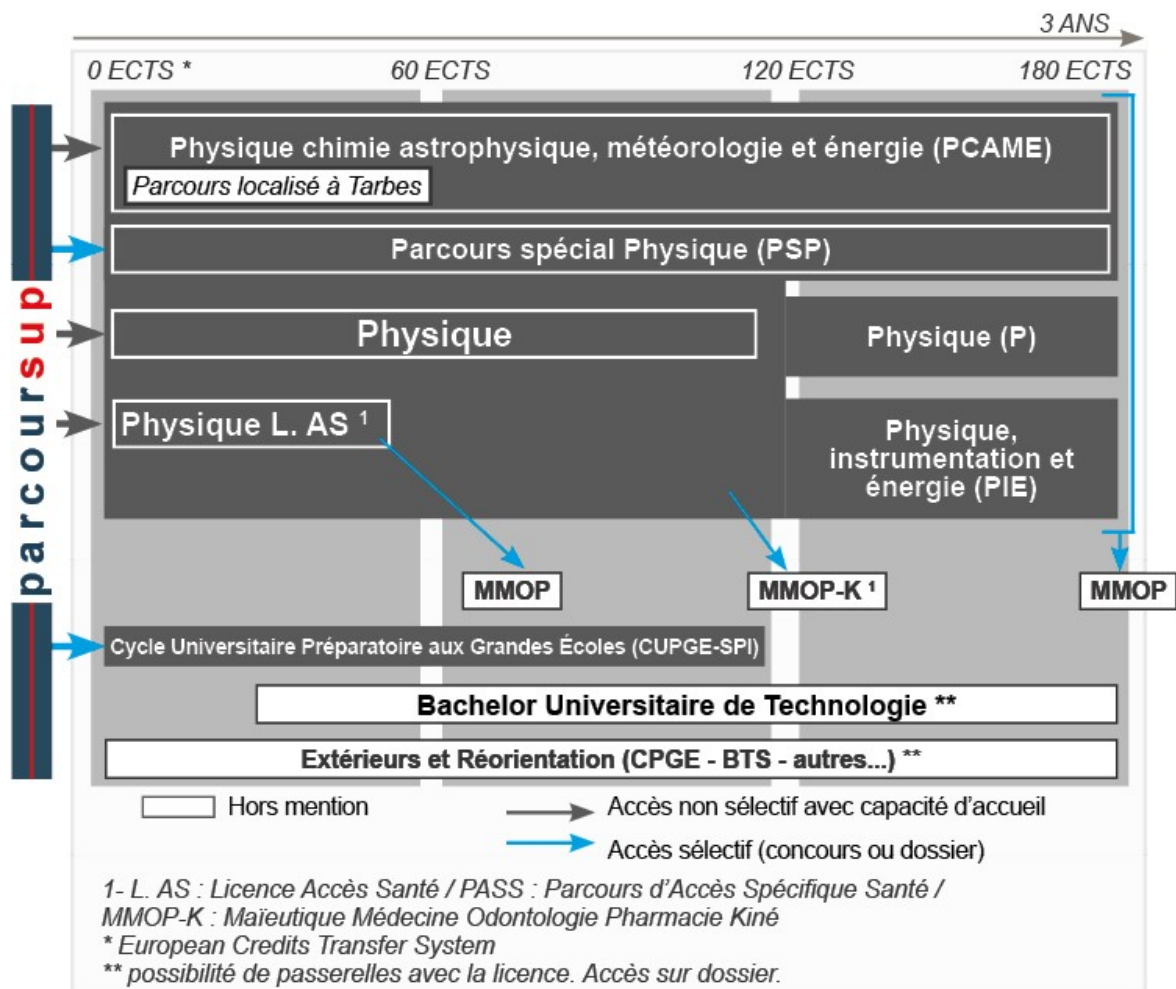 3 ANS
0 ECTS *
60 ECTS
120 ECTS
180 ECTS
parcoursup
Physique chimie astrophysique, météorologie et énergie (PCAME)
Parcours localisé à Tarbes
Parcours spécial Physique (PSP)
Physique
Physique (P)
Physique L. AS ¹
Physique,
instrumentation et
énergie (PIE)
MMOP
MMOP-K ¹
MMOP
Cycle Universitaire Préparatoire aux Grandes Écoles (CUPGE-SPI)
Bachelor Universitaire de Technologie **
Extérieurs et Réorientation (CPGE - BTS - autres...) **
Hors mention
Accès non sélectif avec capacité d’accueil
Accès sélectif (concours ou dossier)
1- L. AS : Licence Accès Santé / PASS : Parcours d’Accès Spécifique Santé /
MMOP-K : Maïeutique Médecine Odontologie Pharmacie Kiné
* European Credits Transfer System
** possibilité de passerelles avec la licence. Accès sur dossier.